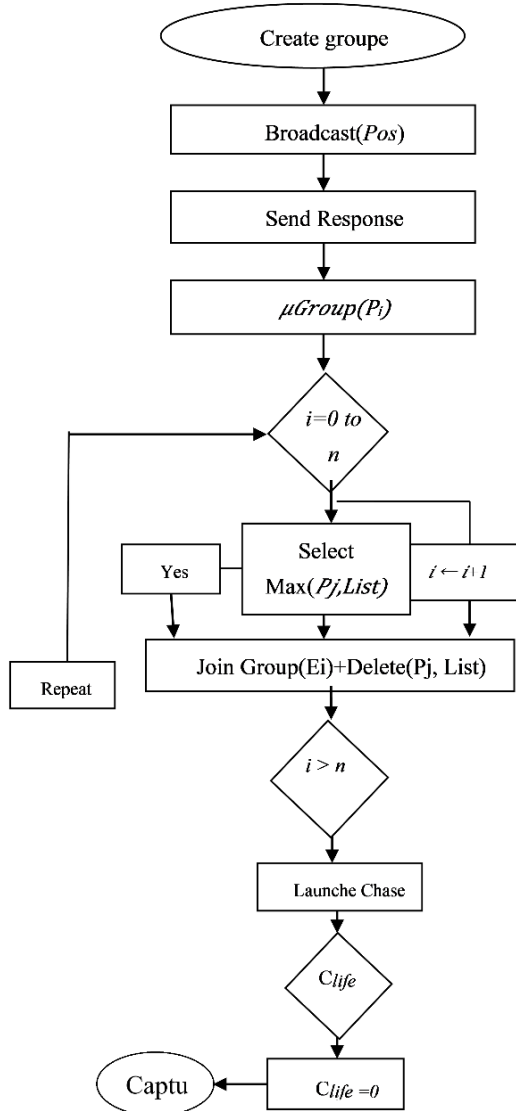 Create groupe
Broadcast(Pos)
Send Response
μGroup(Pi)
i=0 to
n
Select
Max(Pj,List)
Yes
i ← i+1
Join Group(Ei)+Delete(Pj, List)
Repeat
i > n
Launche Chase
Clife
Clife =0
Captu